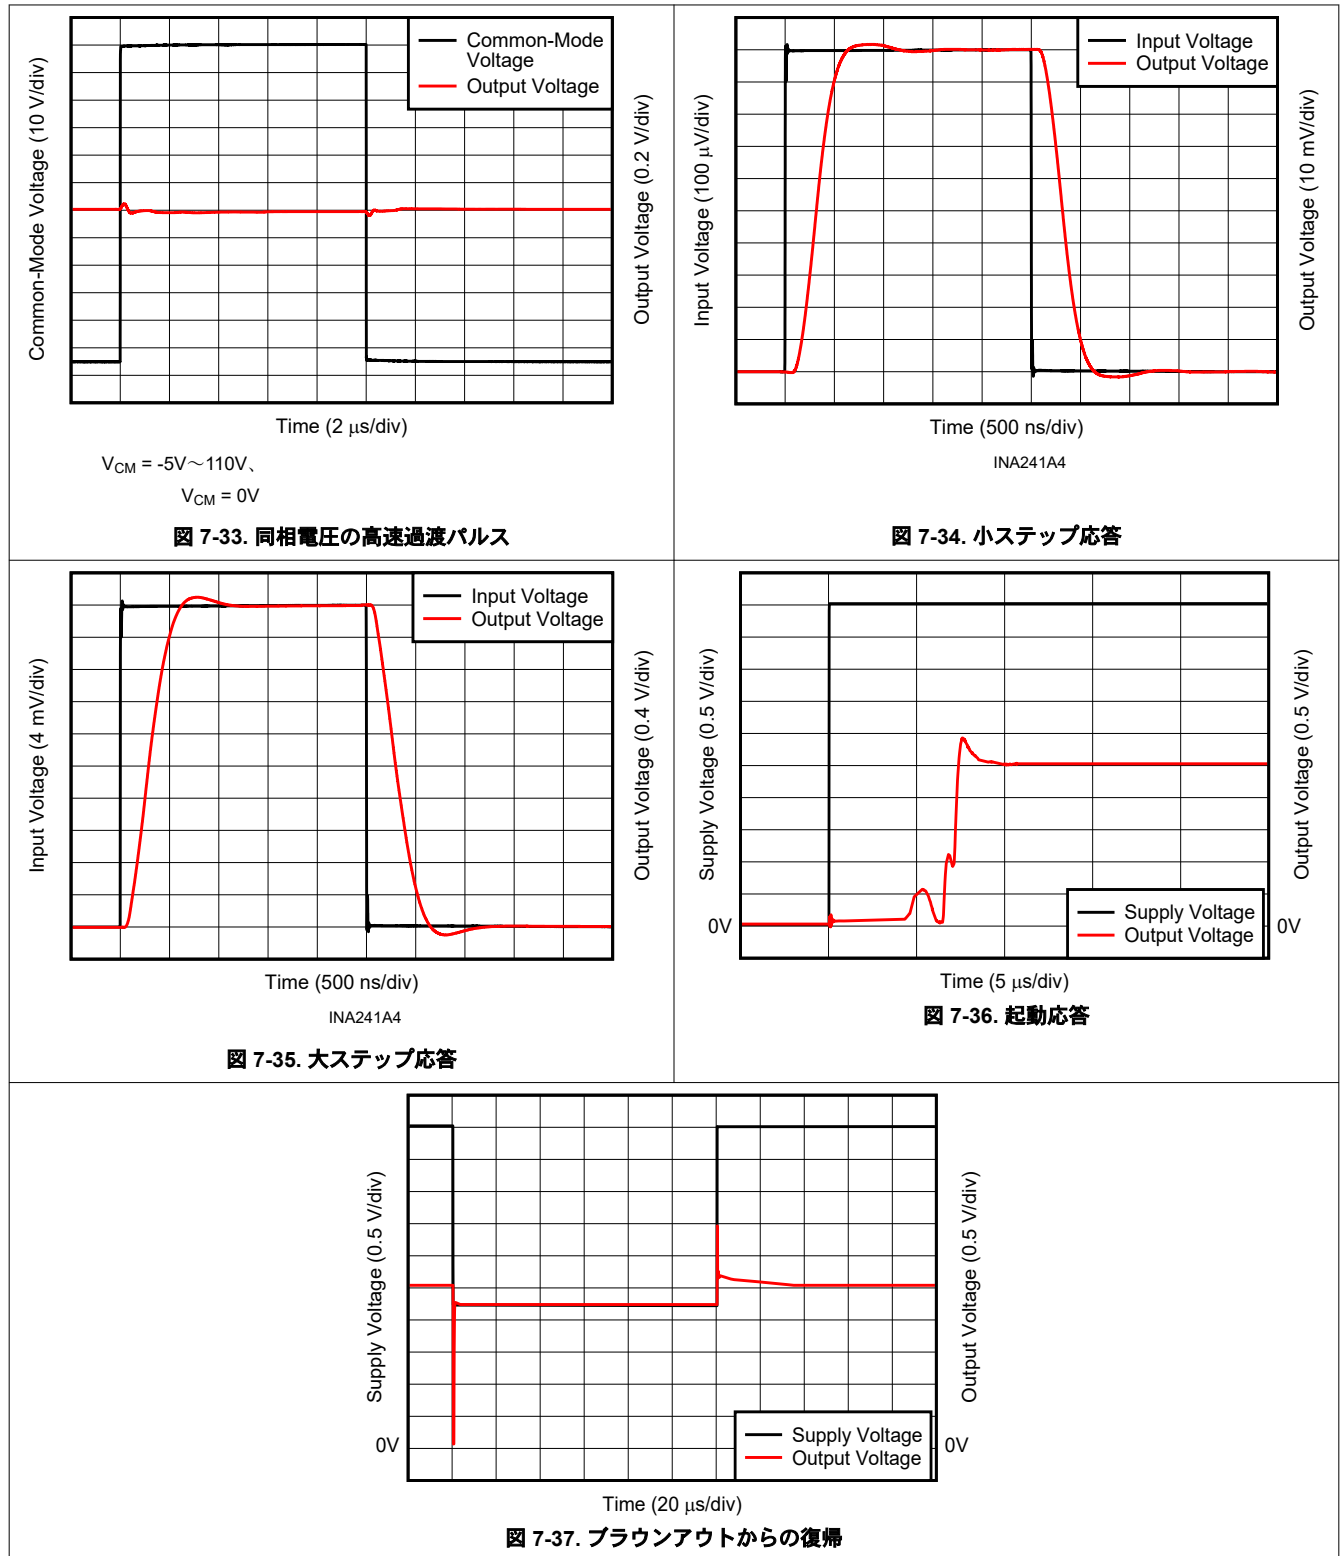 Common-Mode Voltage (10 V/div)
Common-Mode
Voltage
Output Voltage
Output Voltage (0.2 V/div)
Time (2 μs/div)
V_CM = -5V～110V、
V_CM = 0V
図 7-33. 同相電圧の高速過渡パルス
Input Voltage (100 μV/div)
Input Voltage
Output Voltage
Output Voltage (10 mV/div)
Time (500 ns/div)
INA241A4
図 7-34. 小ステップ応答
Input Voltage (4 mV/div)
Input Voltage
Output Voltage
Output Voltage (0.4 V/div)
Time (500 ns/div)
INA241A4
図 7-35. 大ステップ応答
Supply Voltage (0.5 V/div)
0V
Supply Voltage
Output Voltage
0V
Output Voltage (0.5 V/div)
Time (5 μs/div)
図 7-36. 起動応答
Supply Voltage (0.5 V/div)
0V
Supply Voltage
Output Voltage
0V
Output Voltage (0.5 V/div)
Time (20 μs/div)
図 7-37. ブラウンアウトからの復帰